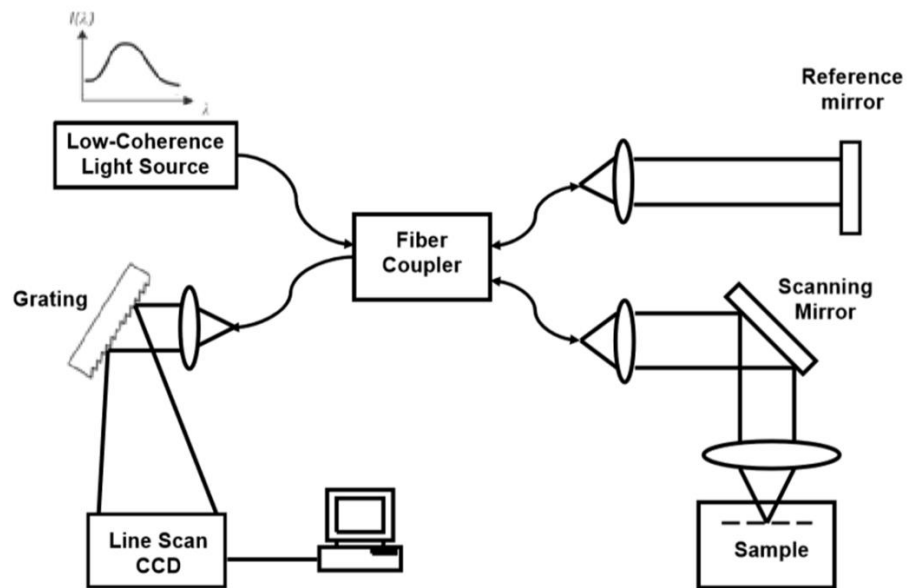 I(λ)
λ
Low-Coherence
Light Source
Reference
mirror
Fiber
Coupler
Grating
Scanning
Mirror
Line Scan
CCD
Sample